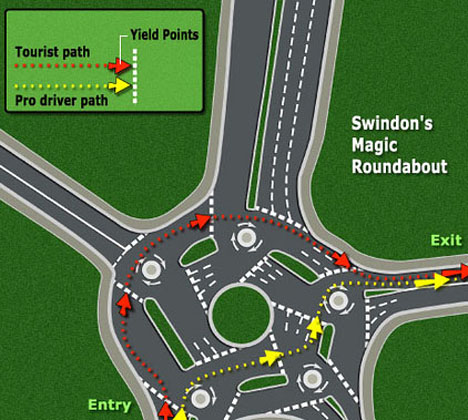 Yield Points
Tourist path
Pro driver path
Swindon's
Magic
Roundabout
Exit
Entry